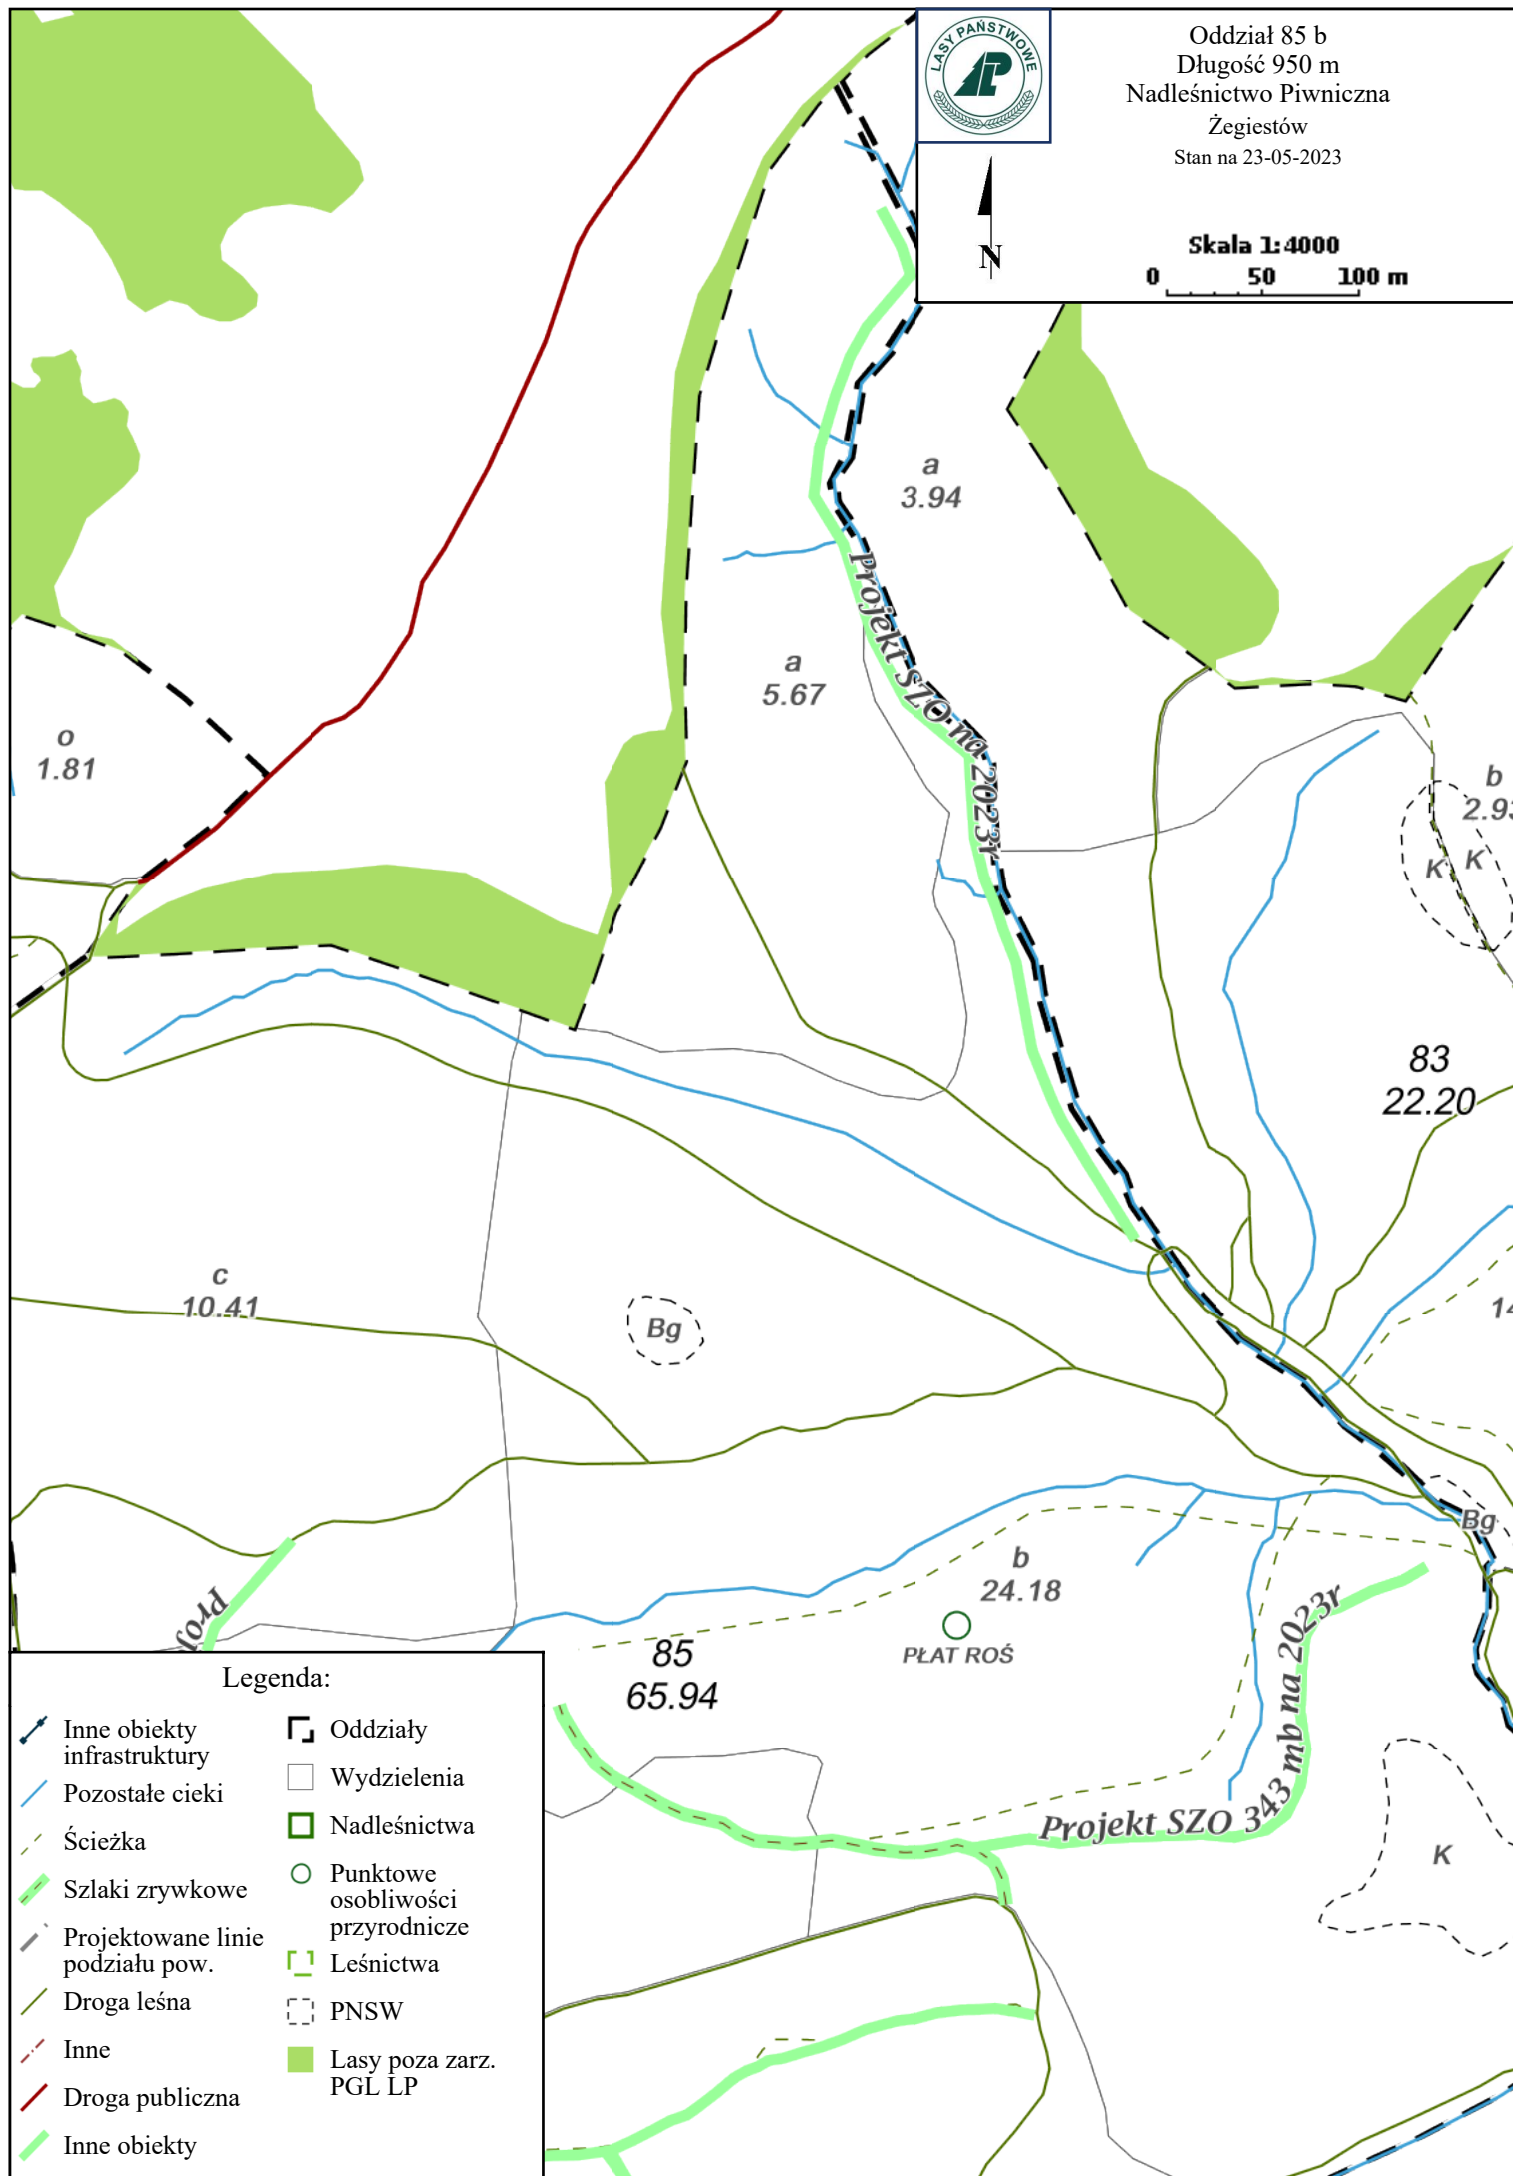 LASY PAŃSTWOWE
Oddział 85 b
Długość 950 m
Nadleśnictwo Piwniczna
Żegiestów
Stan na 23-05-2023
N
Skala 1:4000
0 50 100 m
a
3.94
Projekt SZO na 2023r
a
5.67
o
1.81
b
2.93
K K
83
22.20
c
10.41
Bg
14
Bg
b
24.18
PŁAT ROŚ
Proj
85
65.94
Projekt SZO 343 mb na 2023r
K
Legenda:
Inne obiekty
infrastruktury
Pozostałe cieki
Ścieżka
Szlaki zrywkowe
Projektowane linie
podziału pow.
Droga leśna
Inne
Droga publiczna
Inne obiekty
Oddziały
Wydzielenia
Nadleśnictwa
Punktowe
osobliwości
przyrodnicze
Leśnictwa
PNSW
Lasy poza zarz.
PGL LP